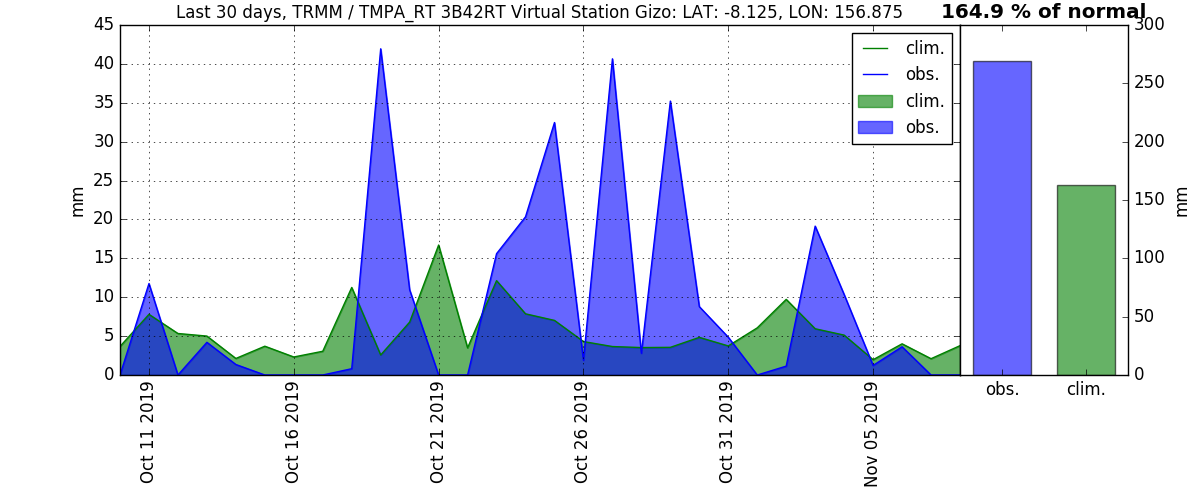 Last 30 days, TRMM / TMPA_RT 3B42RT Virtual Station Gizo: LAT: -8.125, LON: 156.875
164.9 % of normal
45
40
35
30
25
20
15
10
5
0
mm
clim.
obs.
clim.
obs.
Oct 11 2019
Oct 16 2019
Oct 21 2019
Oct 26 2019
Oct 31 2019
Nov 05 2019
300
250
200
150
100
50
0
mm
obs.
clim.